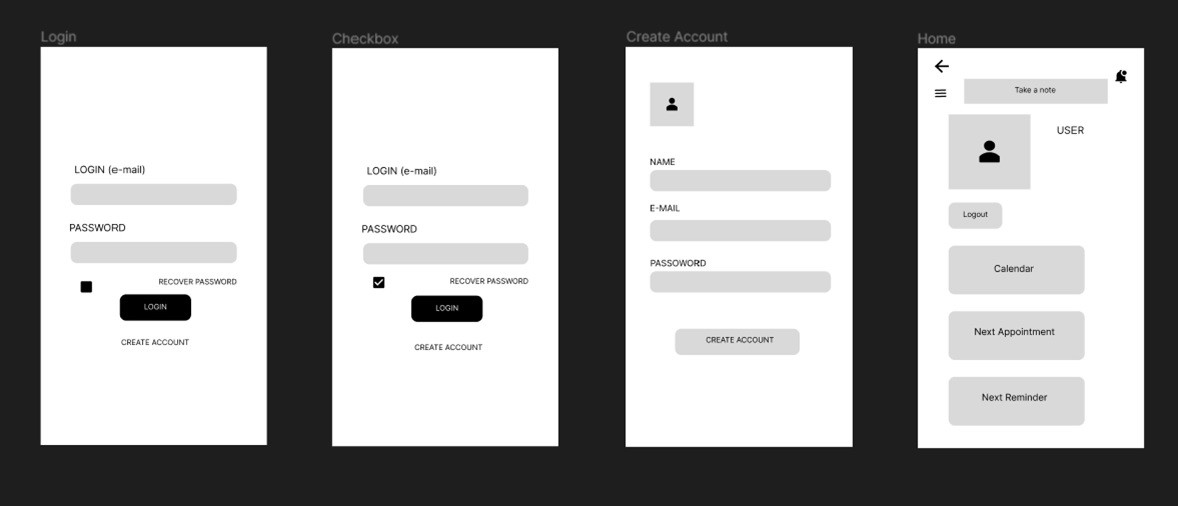 Login
LOGIN (e-mail)
PASSWORD
RECOVER PASSWORD
LOGIN
CREATE ACCOUNT
Checkbox
LOGIN (e-mail)
PASSWORD
RECOVER PASSWORD
LOGIN
CREATE ACCOUNT
Create Account
NAME
E-MAIL
PASSOWORD
CREATE ACCOUNT
Home
Take a note
USER
Logout
Calendar
Next Appointment
Next Reminder